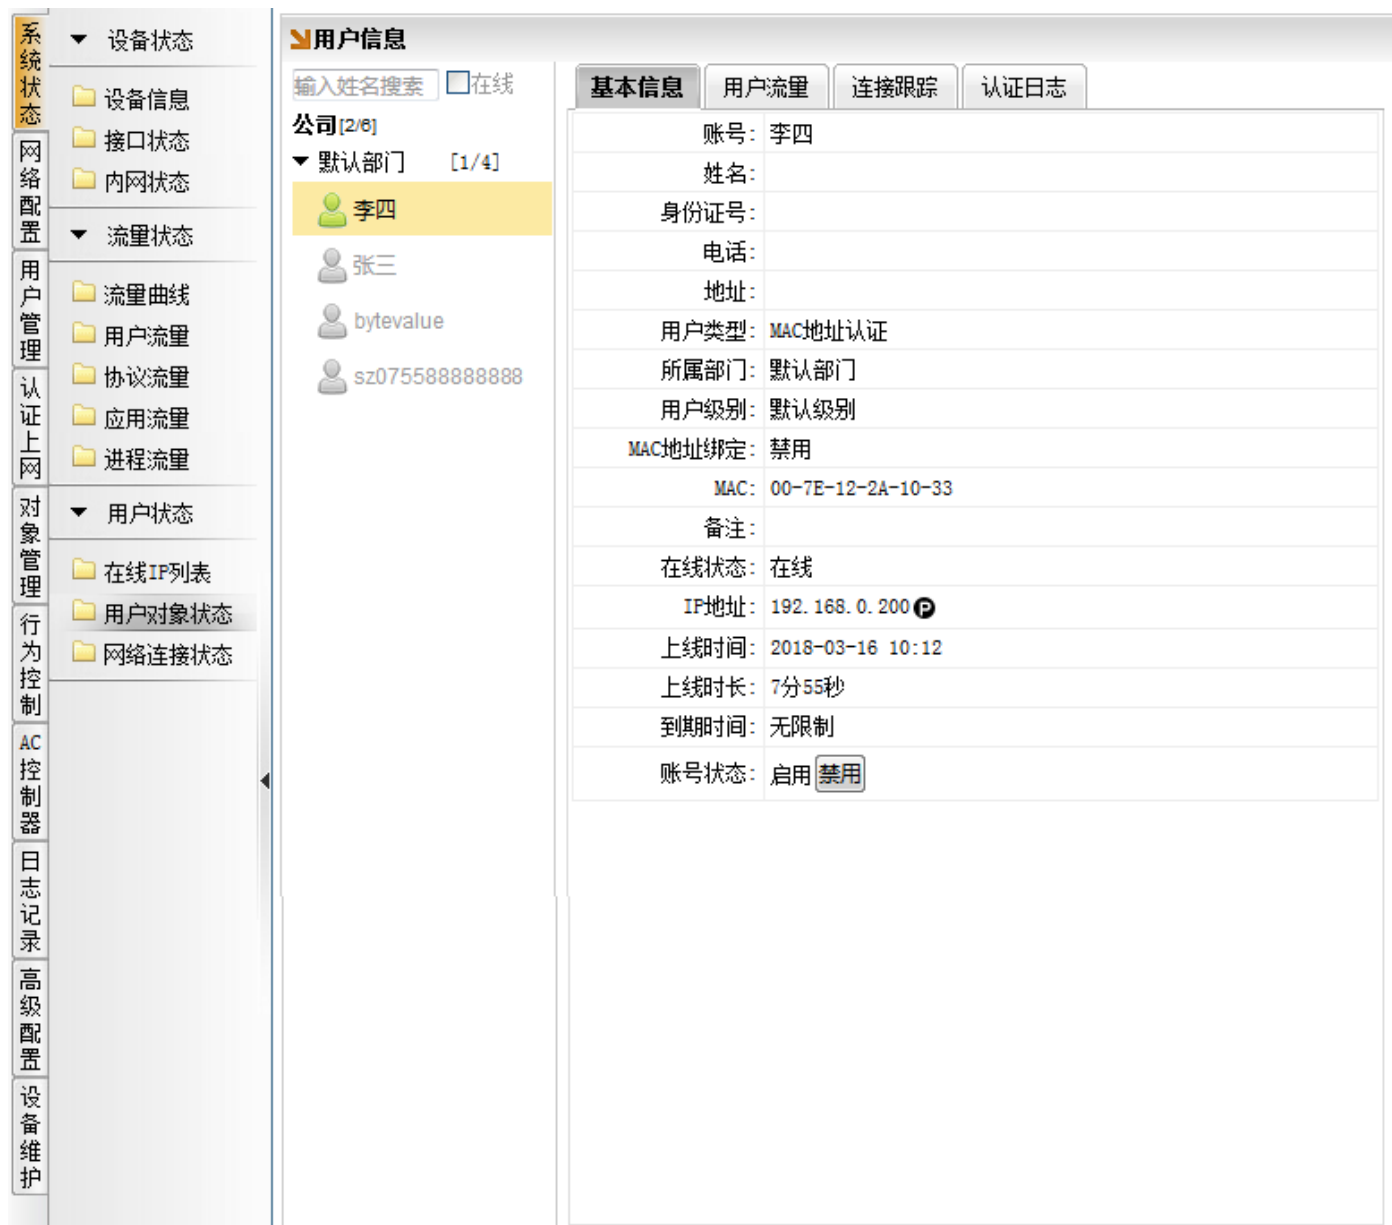 系统状态
网络配置
用户管理
认证上网
对象管理
行为控制
AC控制器
日志记录
高级配置
设备维护
设备状态
设备信息
接口状态
内网状态
流量状态
流里曲线
用户流里
协议流里
应用流里
进程流里
用户状态
在线IP列表
用户对象状态
网络连接状态
用户信息
输入姓名搜索 在线
公司[2/6]
默认部门 [1/4]
李四
张三
bytevalue
sz075588888888
基本信息 用户流里 连接跟踪 认证日志
账号: 李四
姓名:
身份证号:
电话:
地址:
用户类型: MAC地址认证
所属部门: 默认部门
用户级别: 默认级别
MAC地址绑定: 禁用
MAC: 00-7E-12-2A-10-33
备注:
在线状态: 在线
IP地址: 192.168.0.200 P
上线时间: 2018-03-16 10:12
上线时长: 7分55秒
到期时间: 无限制
账号状态: 启用 禁用